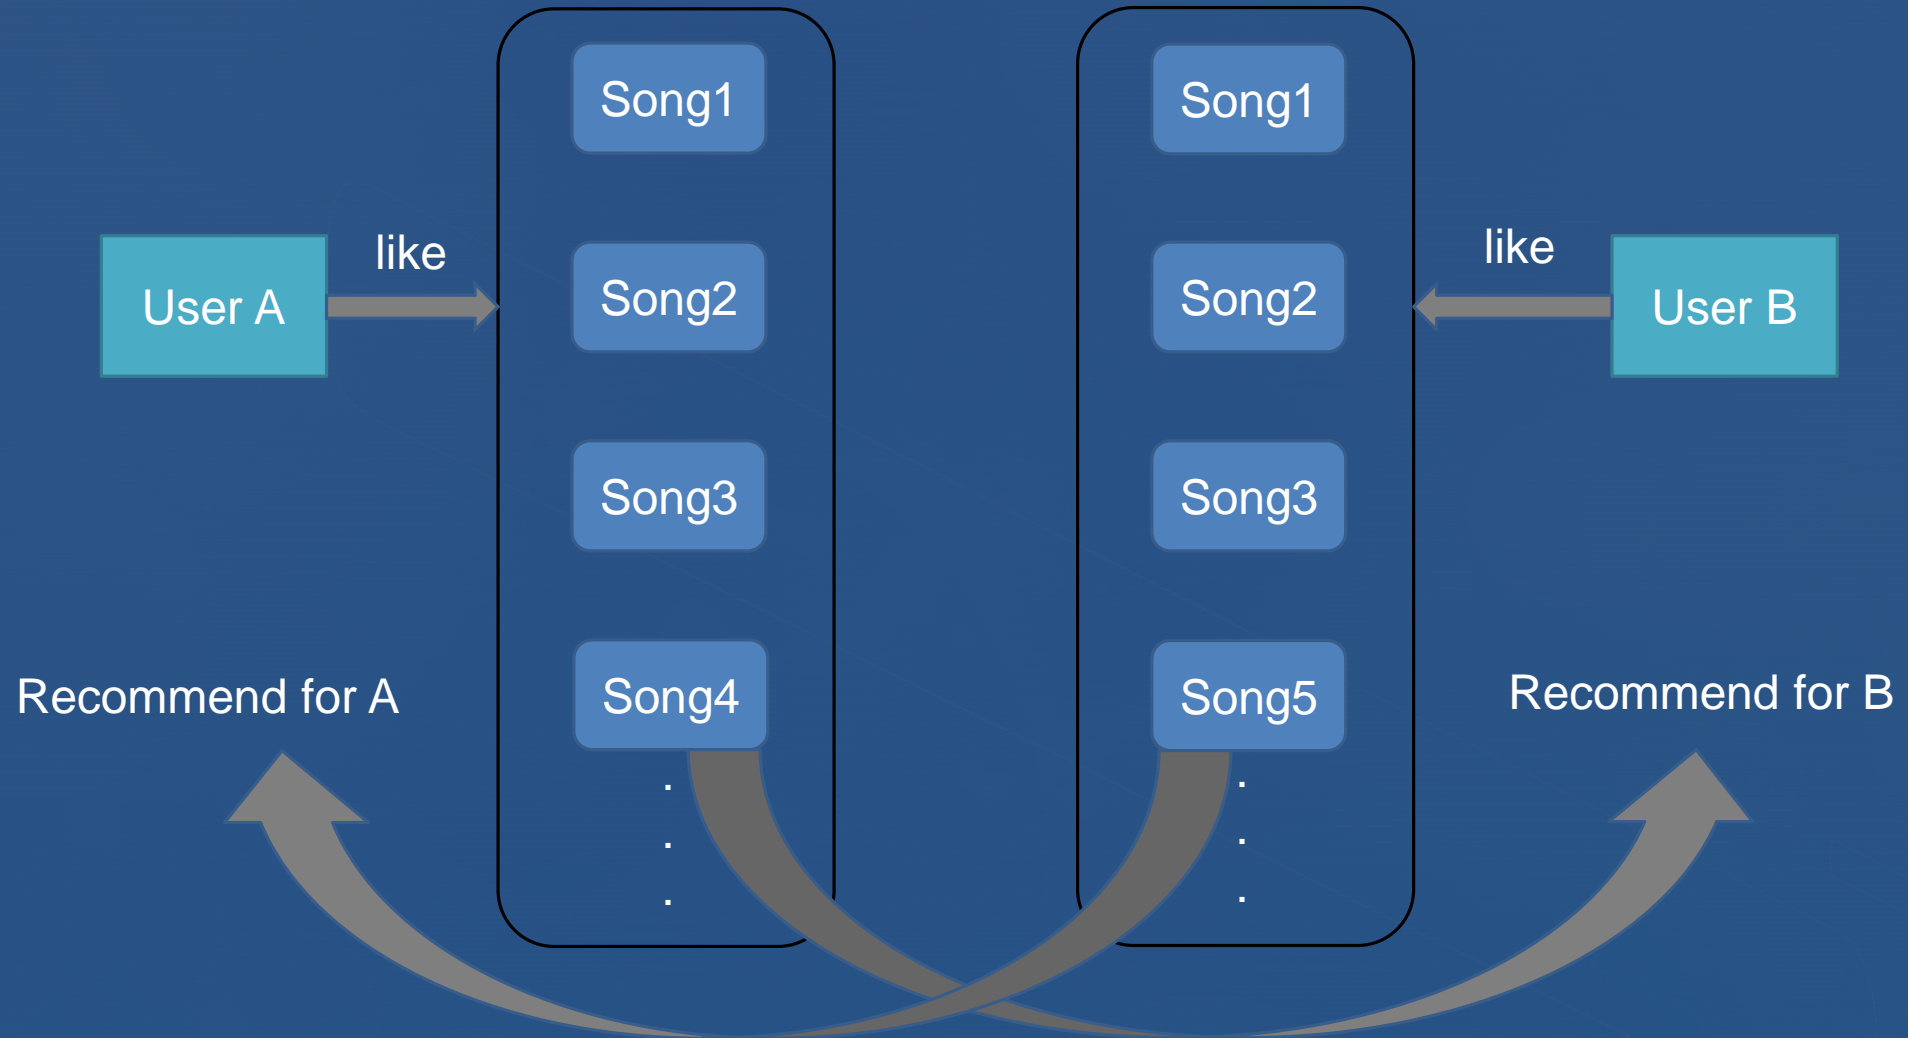 Song1
Song1
like
like
User A
Song2
Song2
User B
Song3
Song3
Recommend for A
Song4
Song5
Recommend for B
.
.
.
.
.
.